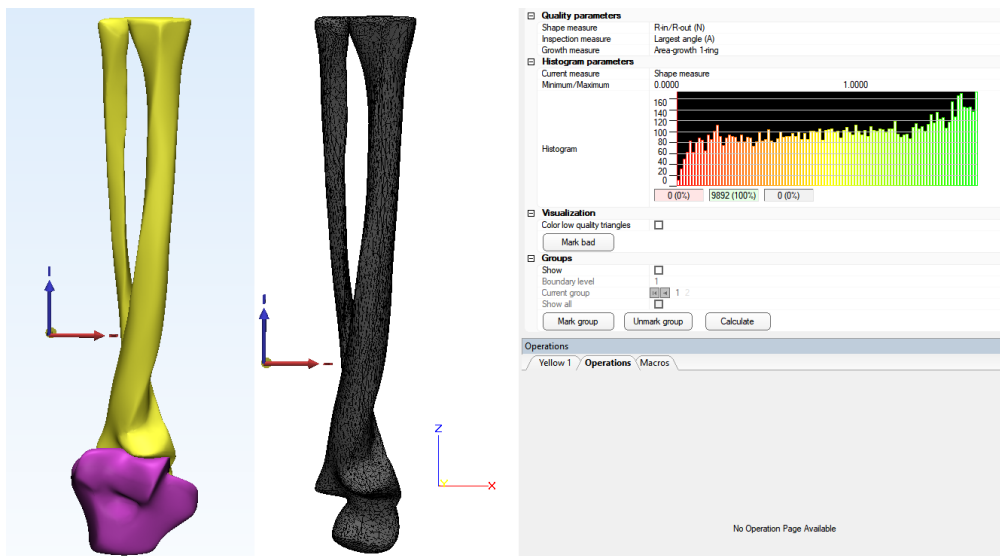 Quality parameters
Shape measure R-in/R-out (N)
Inspection measure Largest angle (A)
Growth measure Area-growth 1-ring
Histogram parameters
Current measure Shape measure
Minimum/Maximum 0.0000 1.0000
160
140
120
100
80
60
40
20
0
Histogram
0 (0%) 9892 (100%) 0 (0%)
Visualization
Color low quality triangles
Mark bad
Groups
Show
Boundary level 1
Current group 1 2
Show all
Mark group Unmark group Calculate
Operations
Yellow 1 Operations Macros
No Operation Page Available
Z
Y
X